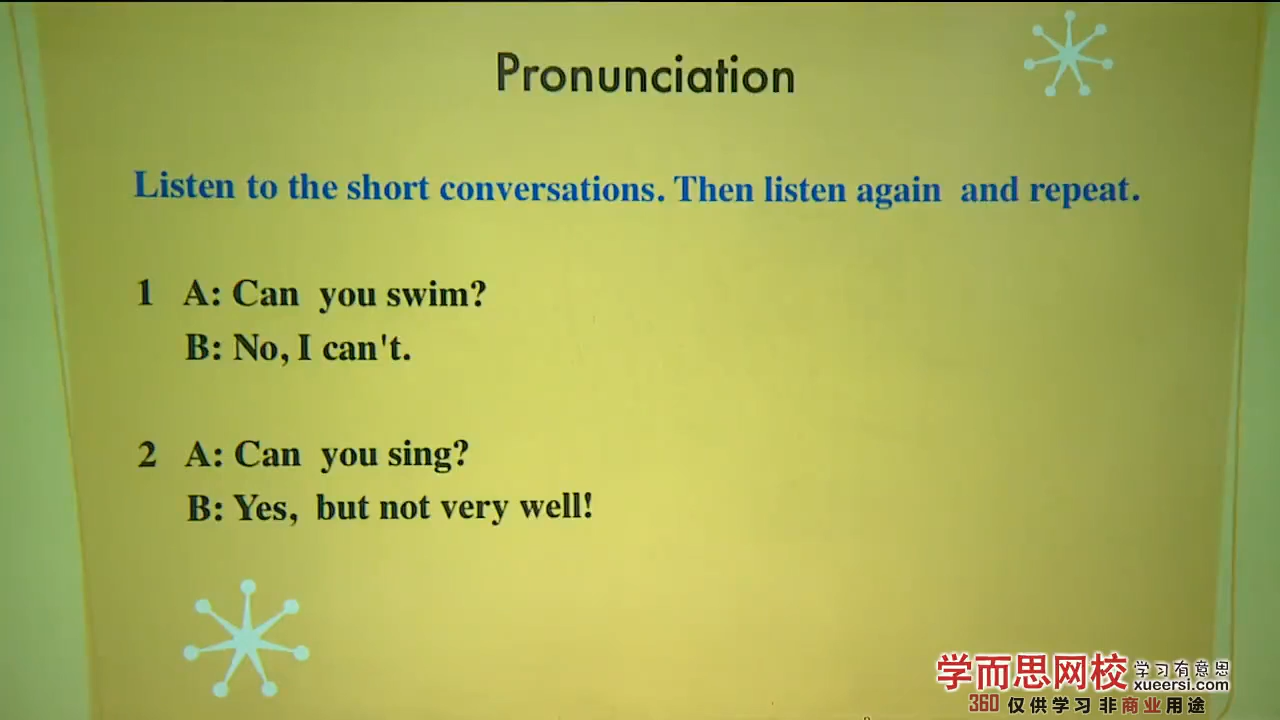 Pronunciation
Listen to the short conversations. Then listen again and repeat.
1 A: Can you swim?
B: No, I can't.
2 A: Can you sing?
B: Yes, but not very well!
学而思网校 学习有意思
xueersi.com
360 仅供学习 非商业用途